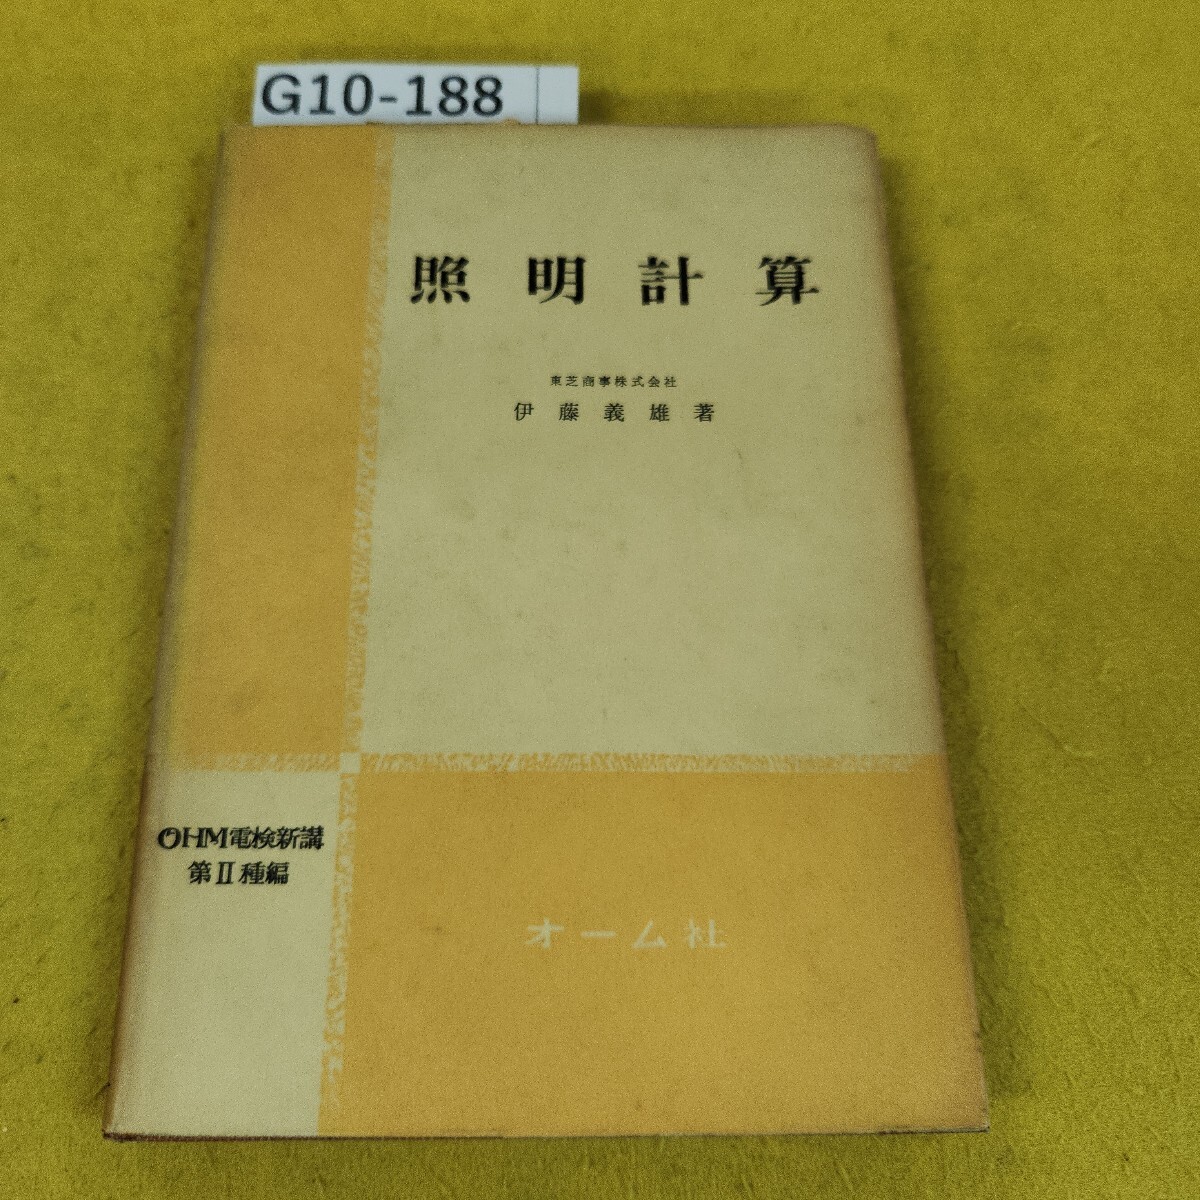 G10-188
照明計算
東芝商事株式会社
伊藤義雄著
OHM電検新講
第II種編
オーム社